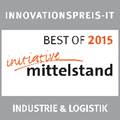 INNOVATIONSPREIS-IT
BEST OF 2015
initiative
mittelstand
INDUSTRIE & LOGISTIK